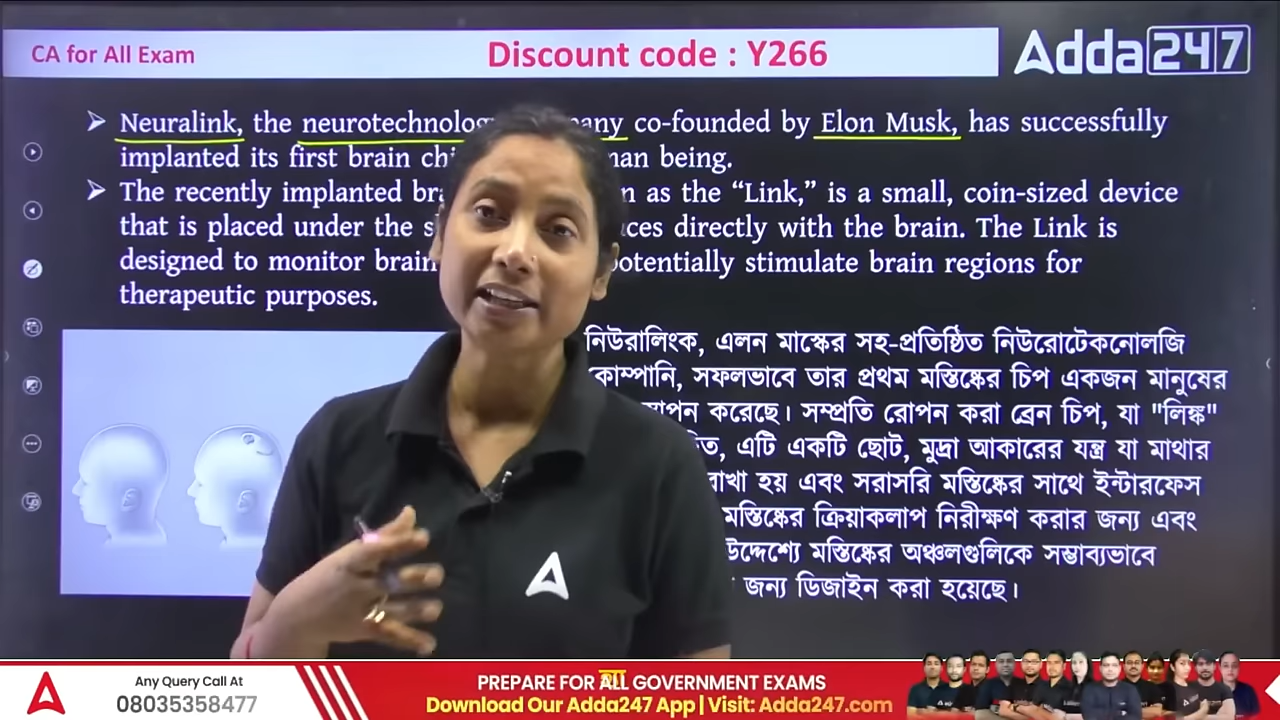 CA for All Exam
Discount code : Y266
Adda247
Neuralink, the neurotechnolo any co-founded by Elon Musk, has successfully
implanted its first brain chi man being.
The recently implanted bra n as the “Link,” is a small, coin-sized device
that is placed under the s ces directly with the brain. The Link is
designed to monitor brain potentially stimulate brain regions for
therapeutic purposes.
নিউরালিংক, এলন মাস্কের সহ-প্রতিষ্ঠিত নিউরোটেকনোলজি
কোম্পানি, সফলভাবে তার প্রথম মস্তিষ্কের চিপ একজন মানুষের
স্থাপন করেছে। সম্প্রতি রোপন করা ব্রেন চিপ, যা "লিঙ্ক"
ত, এটি একটি ছোট, মুদ্রা আকারের যন্ত্র যা মাথার
রাখা হয় এবং সরাসরি মস্তিষ্কের সাথে ইন্টারফেস
মস্তিষ্কের ক্রিয়াকলাপ নিরীক্ষণ করার জন্য এবং
উদ্দেশ্যে মস্তিষ্কের অঞ্চলগুলিকে সম্ভাব্যভাবে
জন্য ডিজাইন করা হয়েছে।
Any Query Call At
08035358477
PREPARE FOR ALL GOVERNMENT EXAMS
Download Our Adda247 App | Visit: Adda247.com